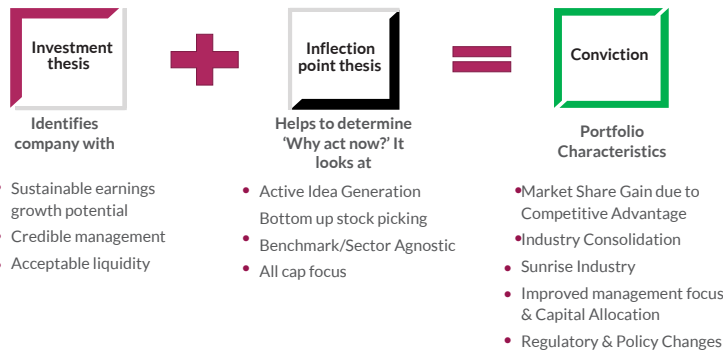 Investment
thesis
Inflection
point thesis
Conviction
Identifies
company with
Sustainable earnings
growth potential
Credible management
Acceptable liquidity
Helps to determine
‘Why act now?’ It
looks at
Active Idea Generation
Bottom up stock picking
Benchmark/Sector Agnostic
All cap focus
Portfolio
Characteristics
Market Share Gain due to
Competitive Advantage
Industry Consolidation
Sunrise Industry
Improved management focus
& Capital Allocation
Regulatory & Policy Changes